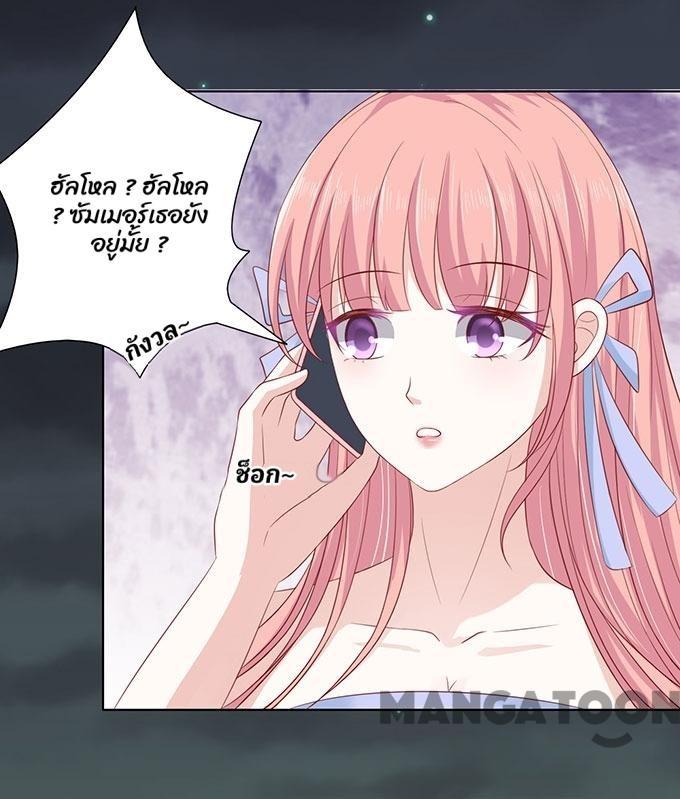 ฮัลโหล ? ฮัลโหล
? ซัมเมอร์เธอยัง
อยู่มั้ย ?
กังวล~
ช็อก~
MANGATOON